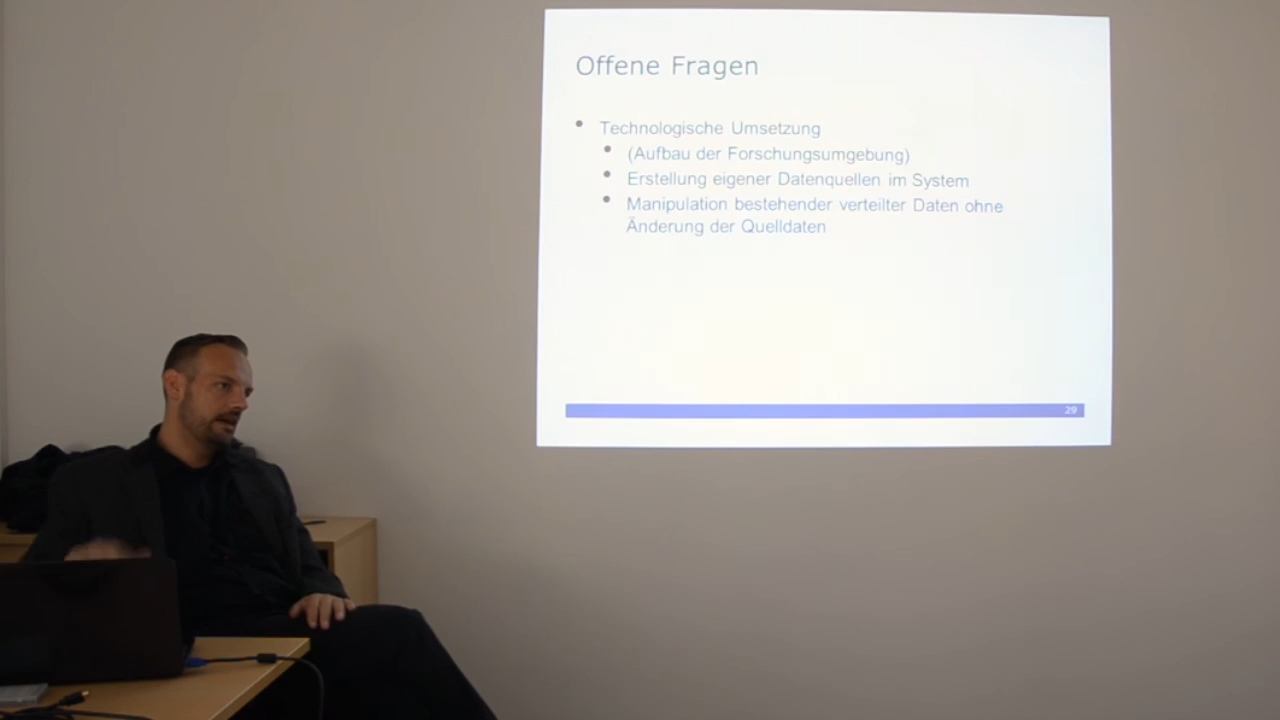 Offene Fragen
• Technologische Umsetzung
• (Aufbau der Forschungsumgebung)
• Erstellung eigener Datenquellen im System
• Manipulation bestehender verteilter Daten ohne
Änderung der Quelldaten
29